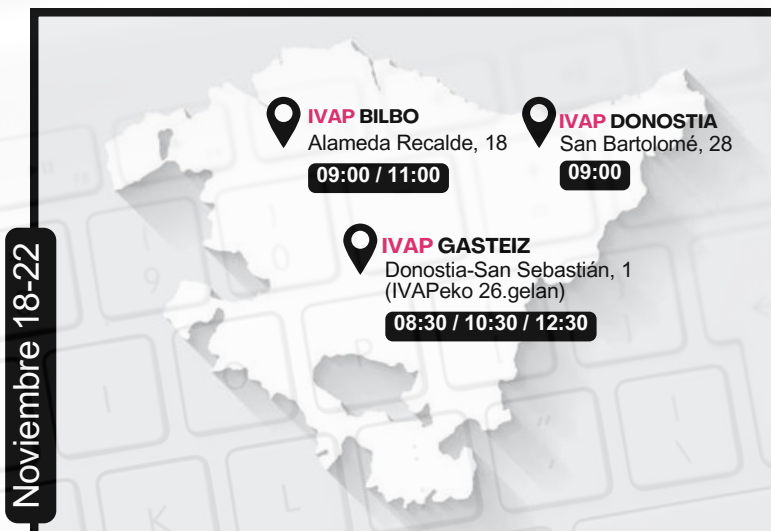 IVAP BILBO
Alameda Recalde, 18
09:00 / 11:00
IVAP DONOSTIA
San Bartolomé, 28
09:00
IVAP GASTEIZ
Donostia-San Sebastián, 1
(IVAPeko 26.gelan)
08:30 / 10:30 / 12:30
Noviembre 18-22